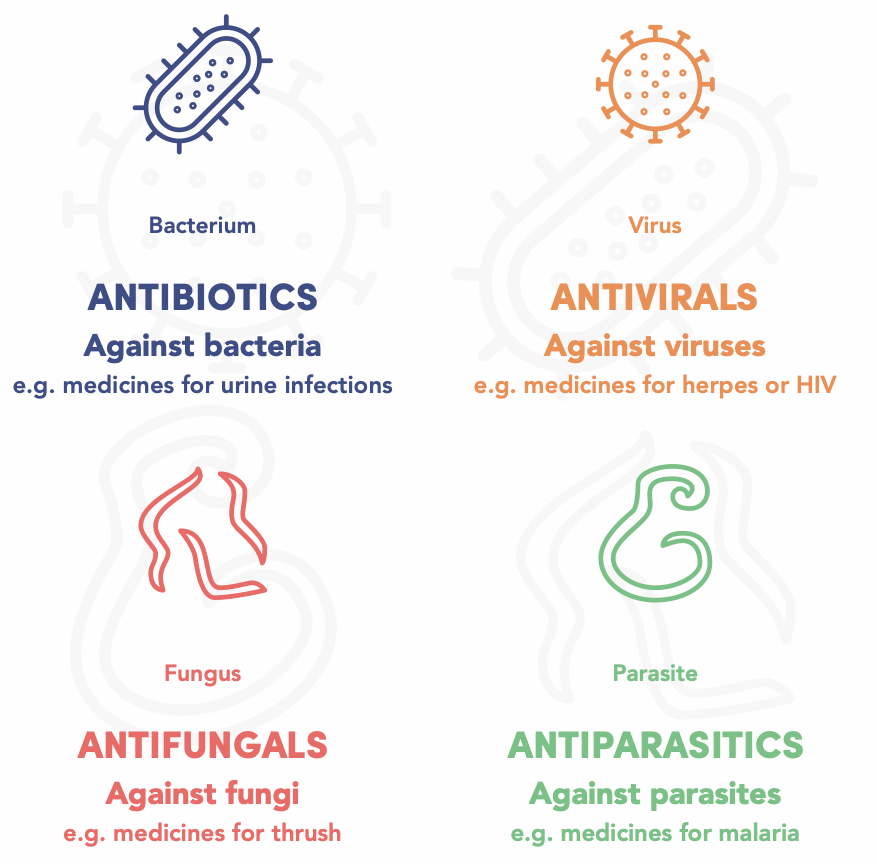 Bacterium
ANTIBIOTICS
Against bacteria
e.g. medicines for urine infections
Virus
ANTIVIRALS
Against viruses
e.g. medicines for herpes or HIV
Fungus
ANTIFUNGALS
Against fungi
e.g. medicines for thrush
Parasite
ANTIPARASITICS
Against parasites
e.g. medicines for malaria